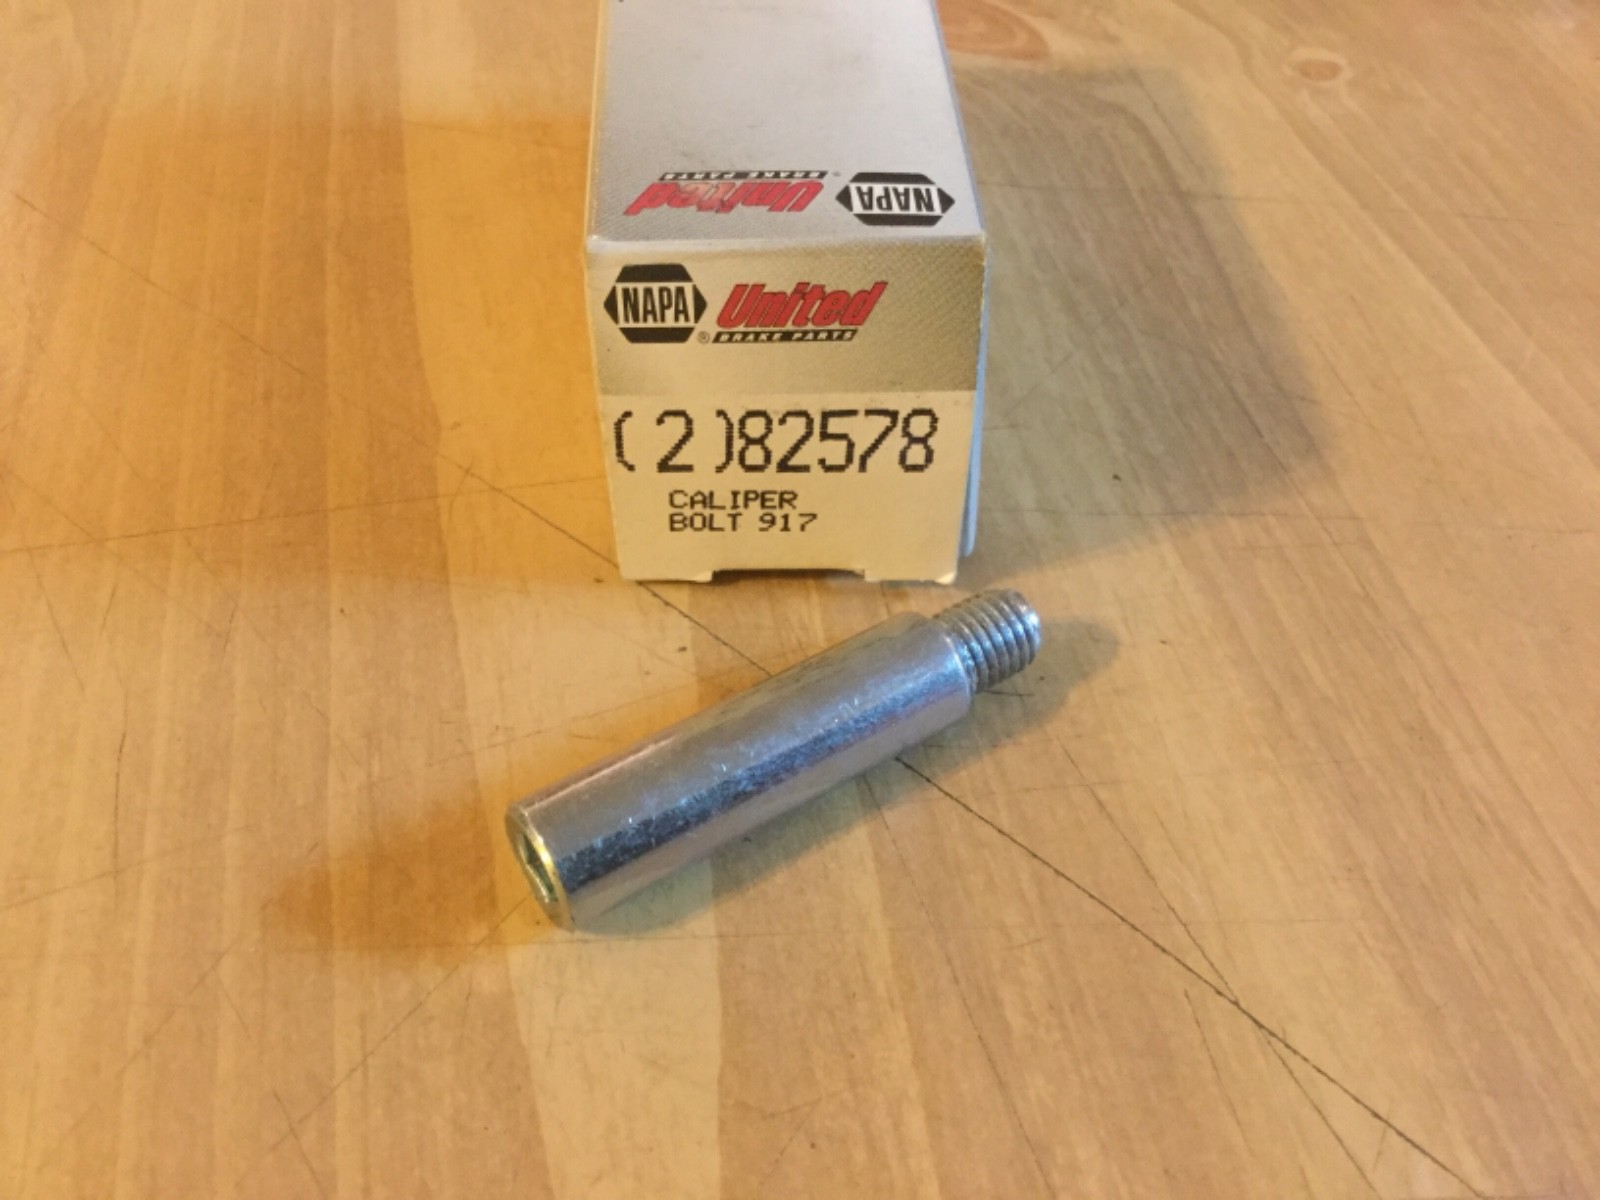 NAPA United
BRAKE PARTS
NAPA® United
BRAKE PARTS
(2)82578
CALIPER
BOLT 917